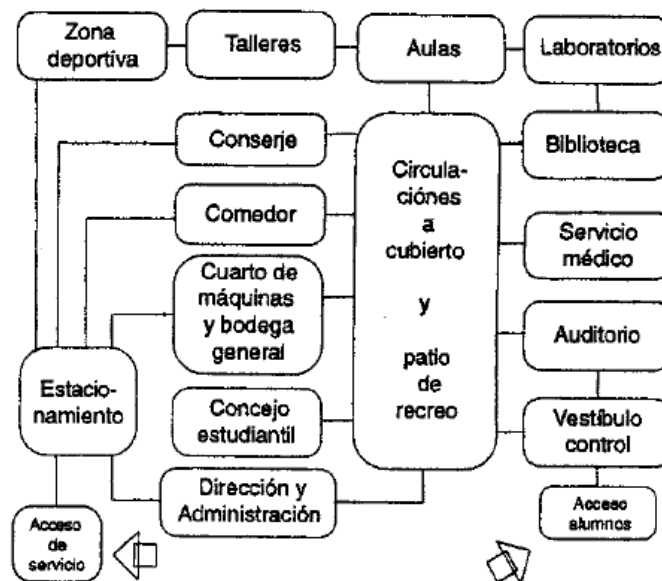 Zona
deportiva
Talleres
Aulas
Laboratorios
Conserje
Biblioteca
Circula-
ciónes
a
cubierto
y
patio
de
recreo
Comedor
Servicio
médico
Cuarto de
máquinas
y bodega
general
Auditorio
Estacio-
namiento
Concejo
estudiantil
Vestíbulo
control
Dirección y
Administración
Acceso
alumnos
Acceso
de
servicio